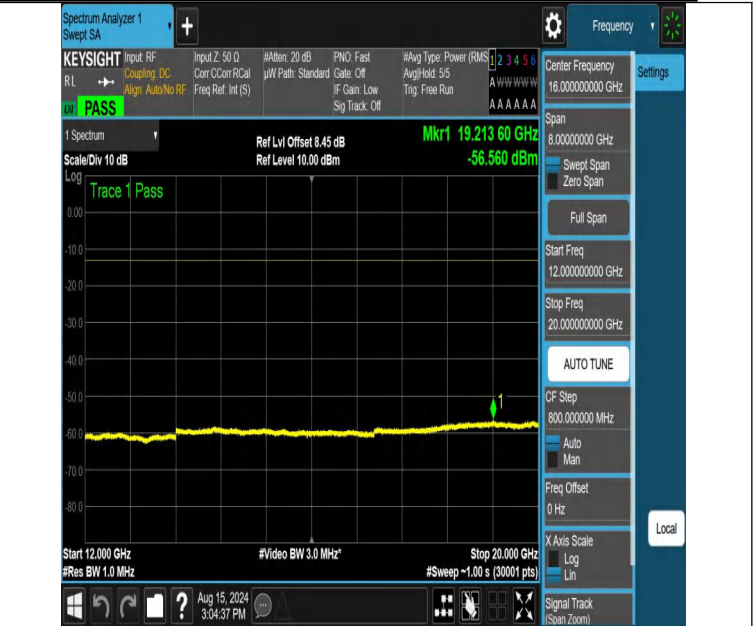 Spectrum Analyzer 1
Swept SA
+
Frequency
KEYSIGHT
RL
PASS
Input: RF
Coupling: DC
Align: Auto/No RF
Input Z: 50 Ω
Corr CCorr RCal
Freq Ref: Int (S)
#Atten: 20 dB
µW Path: Standard
PNO: Fast
Gate: Off
IF Gain: Low
Sig Track: Off
#Avg Type: Power (RMS
Avg|Hold: 5/5
Trig: Free Run
1 2 3 4 5 6
A W W W W W
A A A A A A
1 Spectrum
Scale/Div 10 dB
Ref Lvl Offset 8.45 dB
Ref Level 10.00 dBm
Mkr1 19.213 60 GHz
-56.560 dBm
Log
Trace 1 Pass
0.00
-10.0
-20.0
-30.0
-40.0
-50.0
-60.0
-70.0
-80.0
1
Start 12.000 GHz
#Res BW 1.0 MHz
#Video BW 3.0 MHz*
Stop 20.000 GHz
#Sweep ~1.00 s (30001 pts)
Center Frequency
16.000000000 GHz
Span
8.00000000 GHz
Swept Span
Zero Span
Full Span
Start Freq
12.000000000 GHz
Stop Freq
20.000000000 GHz
AUTO TUNE
CF Step
800.000000 MHz
Auto
Man
Freq Offset
0 Hz
X Axis Scale
Log
Lin
Signal Track
(Span Zoom)
Settings
Local
?
Aug 15, 2024
3:04:37 PM